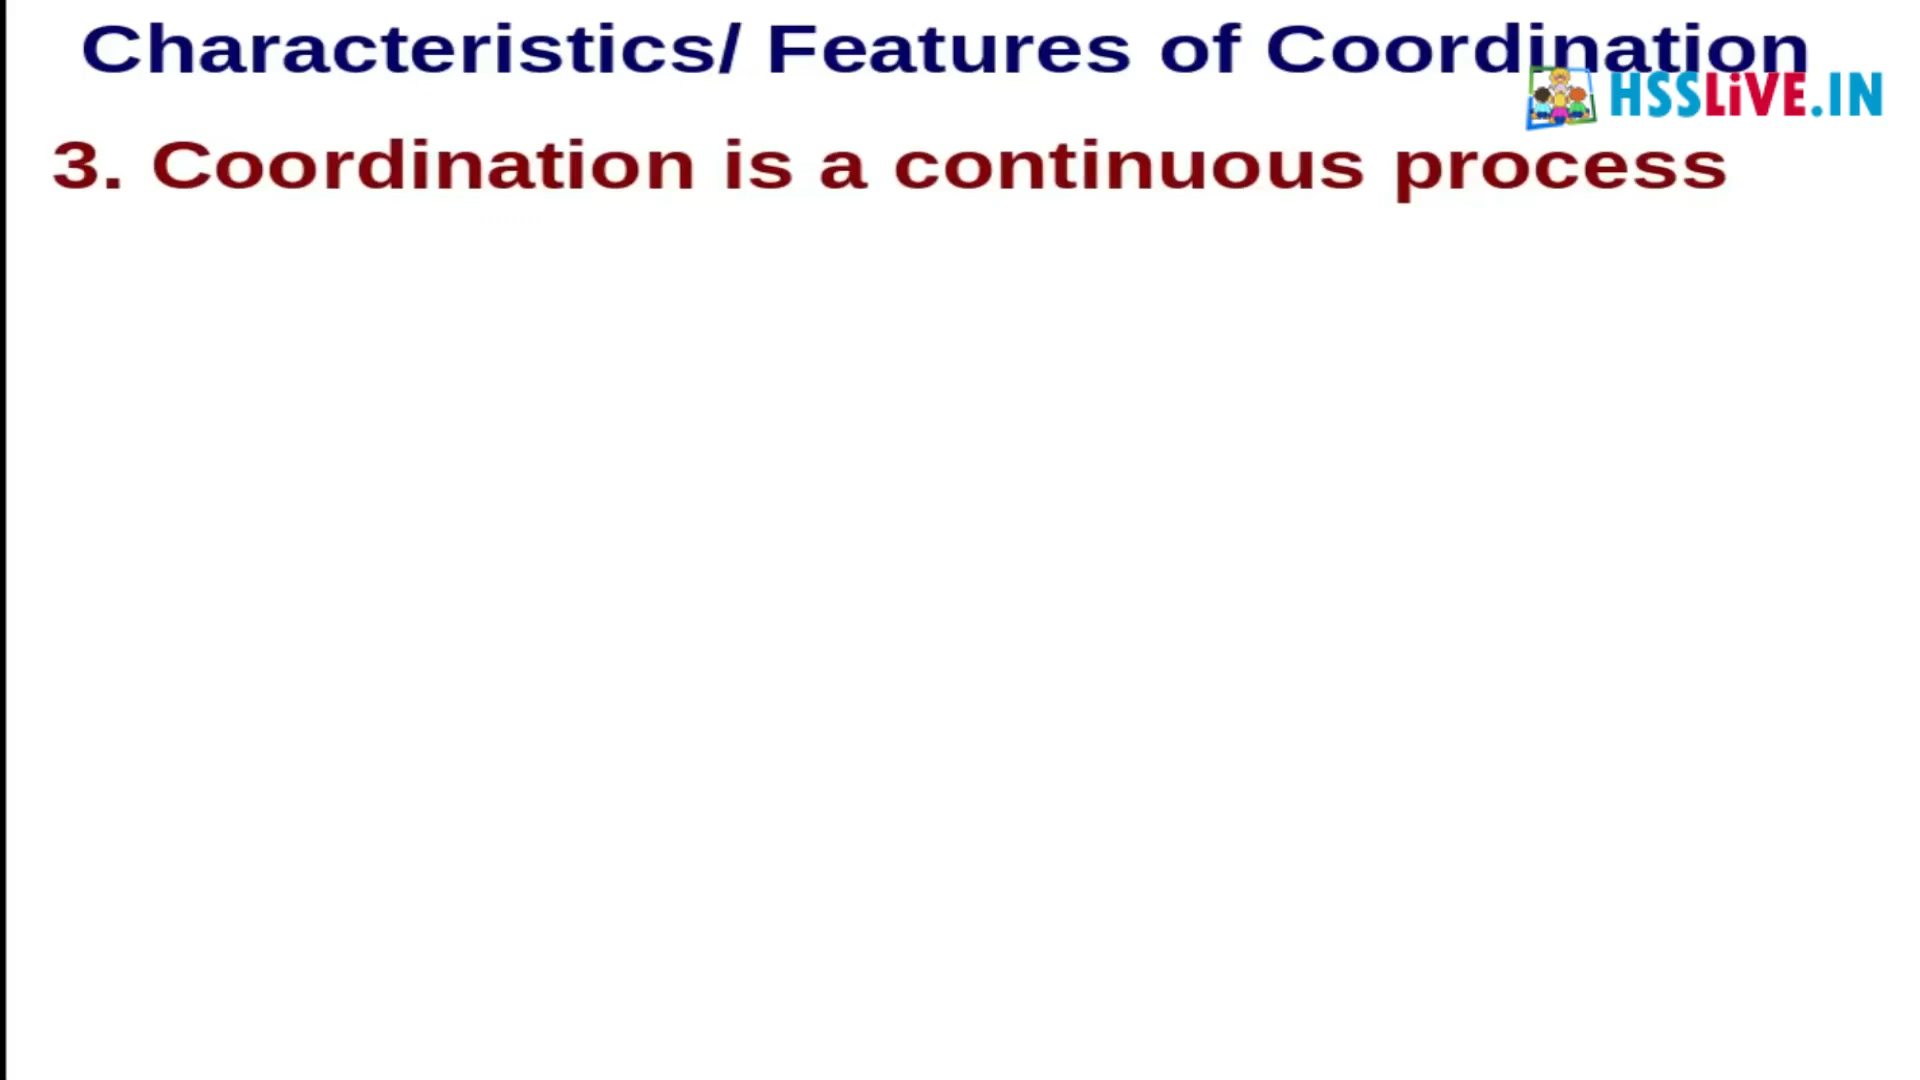 Characteristics/ Features of Coordination
HSSLiVE.IN
3. Coordination is a continuous process